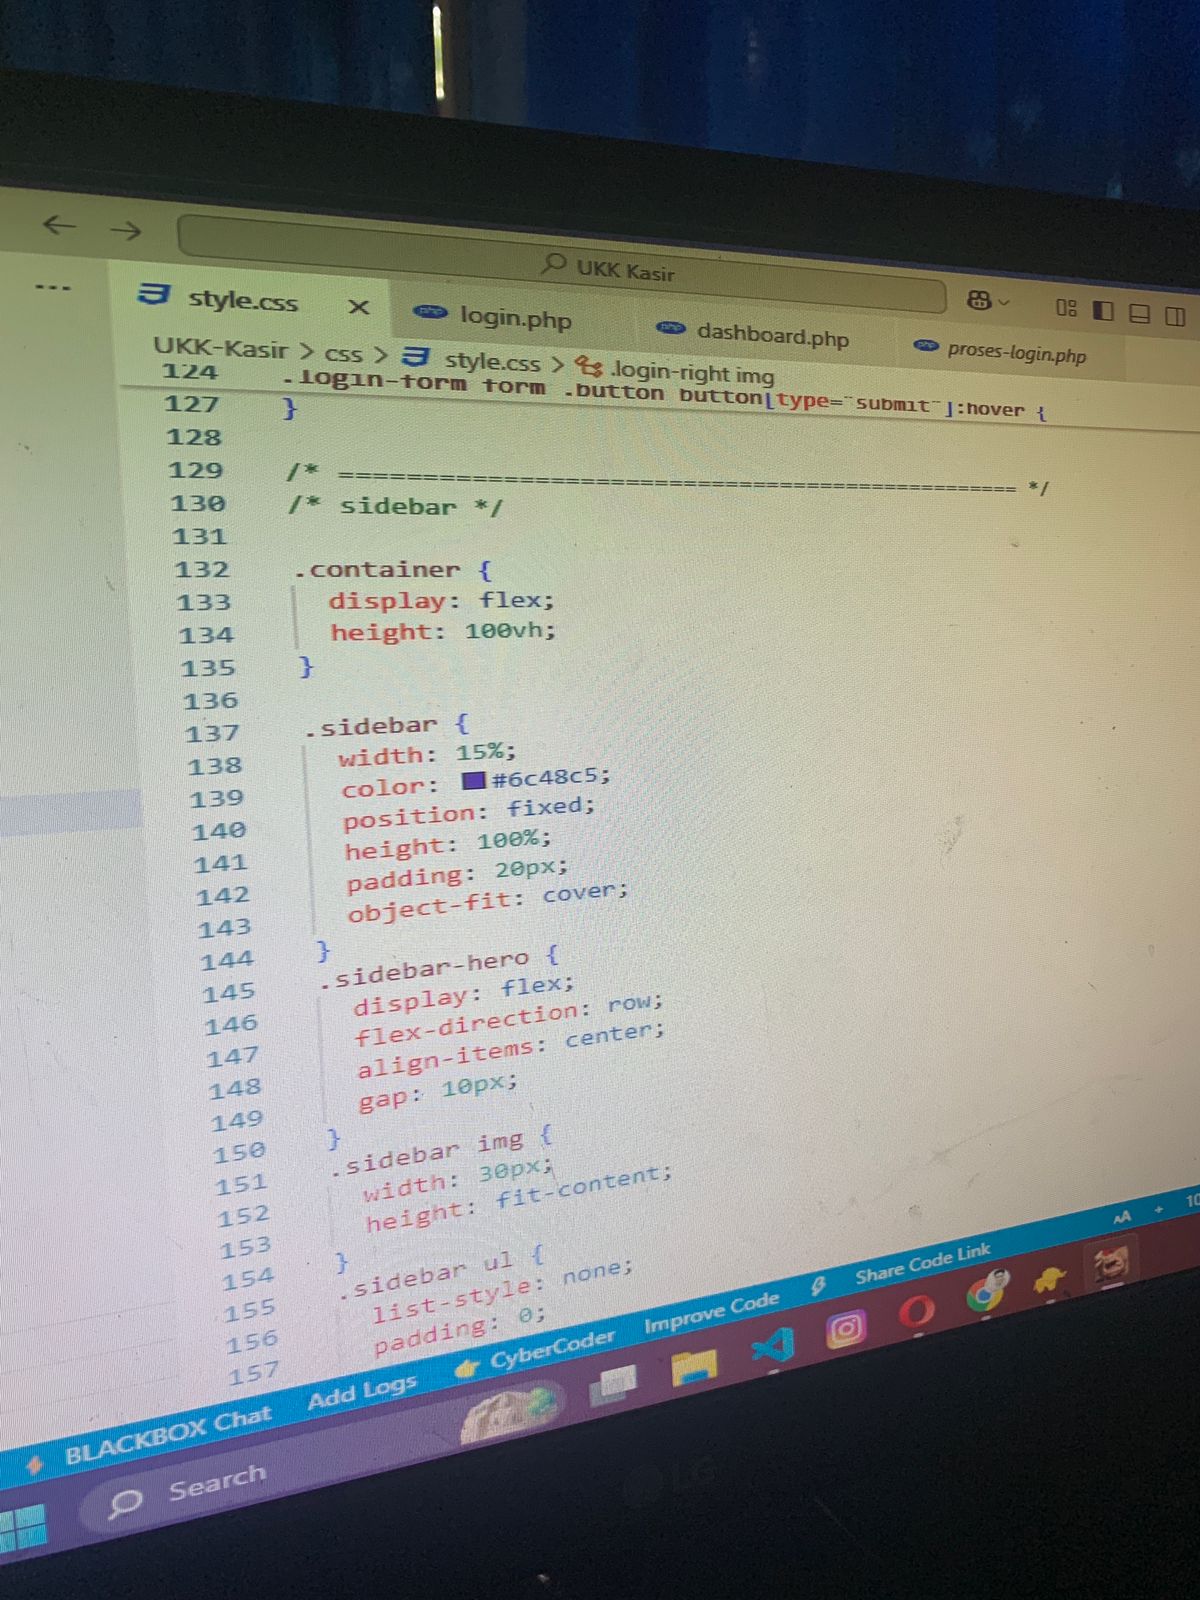 UKK Kasir
style.css
login.php
dashboard.php
proses-login.php
UKK-Kasir > css > style.css > .login-right img
124 .login-form form .button button[type="submit"]:hover {
127 }
128
129 /* ================================================ */
130 /* sidebar */
131
132 .container {
133 display: flex;
134 height: 100vh;
135 }
136
137 .sidebar {
138 width: 15%;
139 color: #6c48c5;
140 position: fixed;
141 height: 100%;
142 padding: 20px;
143 object-fit: cover;
144 }
145 .sidebar-hero {
146 display: flex;
147 flex-direction: row;
148 align-items: center;
149 gap: 10px;
150 }
151 .sidebar img {
152 width: 30px;
153 height: fit-content;
154 }
155 .sidebar ul {
156 list-style: none;
157 padding: 0;
BLACKBOX Chat Add Logs CyberCoder Improve Code Share Code Link AA + 10
Search